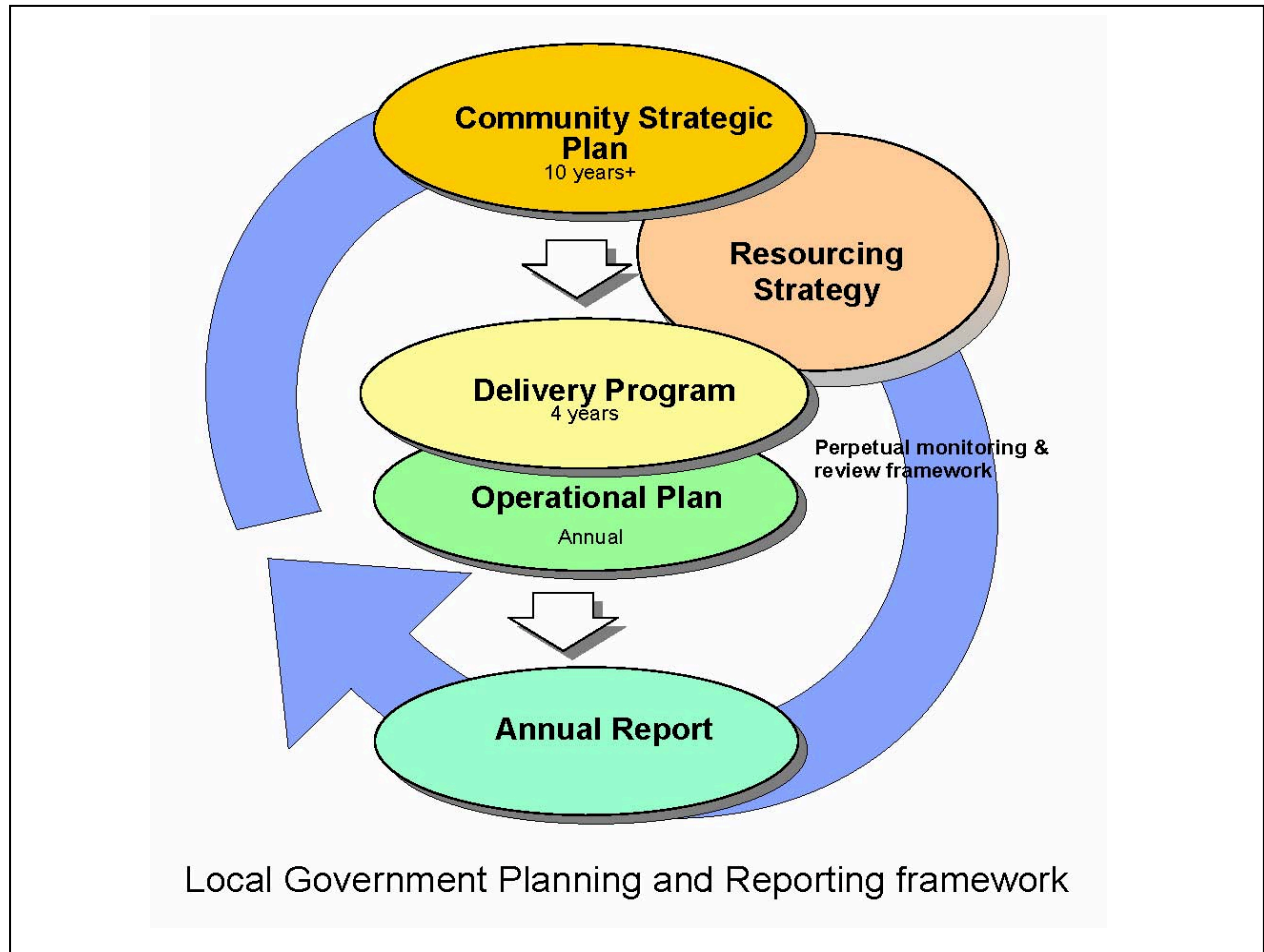 Community Strategic
Plan
10 years+
Resourcing
Strategy
Delivery Program
4 years
Perpetual monitoring &
review framework
Operational Plan
Annual
Annual Report
Local Government Planning and Reporting framework